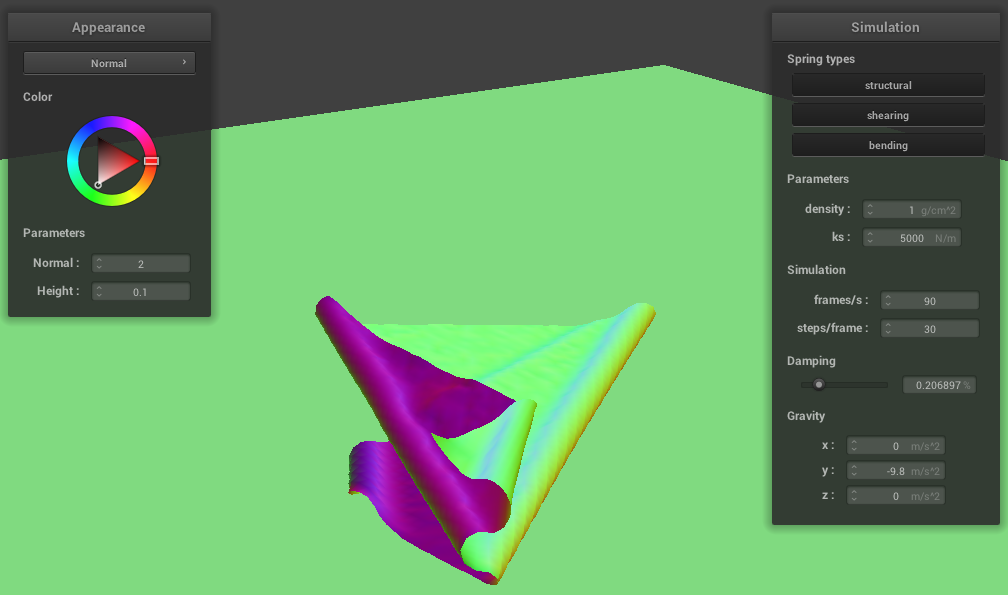 Appearance
Normal
Color
Parameters
Normal : 2
Height : 0.1
Simulation
Spring types
structural
shearing
bending
Parameters
density : 1 g/cm^2
ks : 5000 N/m
Simulation
frames/s : 90
steps/frame : 30
Damping
0.206897 %
Gravity
x : 0 m/s^2
y : -9.8 m/s^2
z : 0 m/s^2